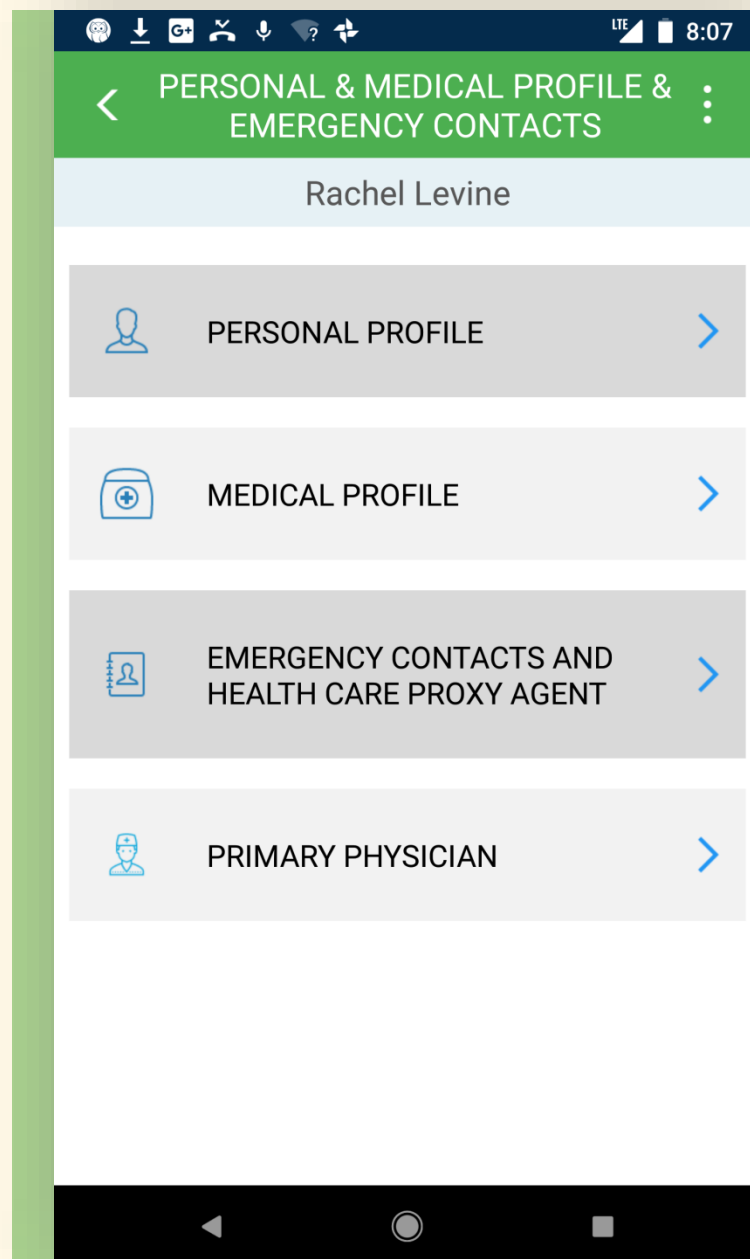 G+ ? LTE 8:07
PERSONAL & MEDICAL PROFILE &
EMERGENCY CONTACTS
Rachel Levine
PERSONAL PROFILE
MEDICAL PROFILE
EMERGENCY CONTACTS AND
HEALTH CARE PROXY AGENT
PRIMARY PHYSICIAN